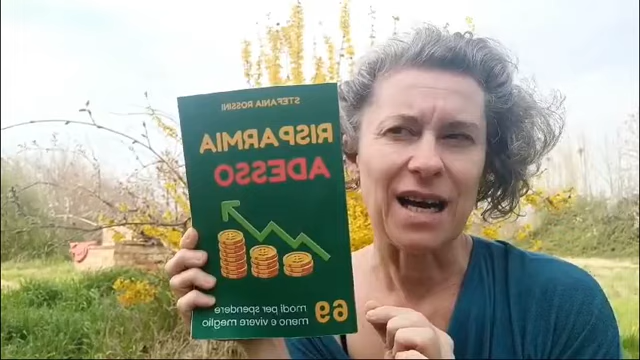 STEFANIA ROSSINI
RISPARMIA
ADESSO
69 modi per spendere
meno e vivere meglio